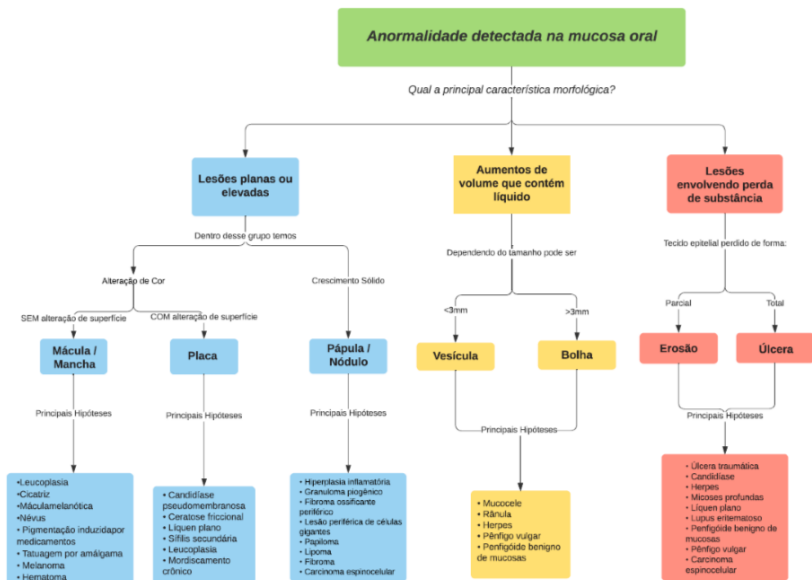 Anormalidade detectada na mucosa oral
Qual a principal característica morfológica?
Lesões planas ou
elevadas
Aumentos de
volume que contém
líquido
Lesões
envolvendo perda
de substância
Dentro desse grupo temos
Dependendo do tamanho pode ser
Tecido epitelial perdido de forma:
Alteração de Cor
Crescimento Sólido
SEM alteração de superfície
COM alteração de superfície
<3mm
>3mm
Parcial
Total
Mácula /
Mancha
Placa
Pápula /
Nódulo
Vesícula
Bolha
Erosão
Úlcera
Principais Hipóteses
Principais Hipóteses
Principais Hipóteses
Principais Hipóteses
Principais Hipóteses
•Leucoplasia
•Cicatriz
•Máculamelanótica
•Névus
• Pigmentação induzidapor
medicamentos
• Tatuagem por amálgama
• Melanoma
• Hematoma
• Candidíase
pseudomembranosa
• Ceratose friccional
• Líquen plano
• Sífilis secundária
• Leucoplasia
• Mordiscamento
crônico
• Hiperplasia inflamatória
• Granuloma piogênico
• Fibroma ossificante
periférico
• Lesão periférica de células
gigantes
• Papiloma
• Lipoma
• Fibroma
• Carcinoma espinocelular
• Mucocele
• Rânula
• Herpes
• Pênfigo vulgar
• Penfigóide benigno
de mucosas
• Úlcera traumática
• Candidíase
• Herpes
• Micoses profundas
• Líquen plano
• Lupus eritematoso
• Penfigóide benigno de
mucosas
• Pênfigo vulgar
• Carcinoma
espinocelular